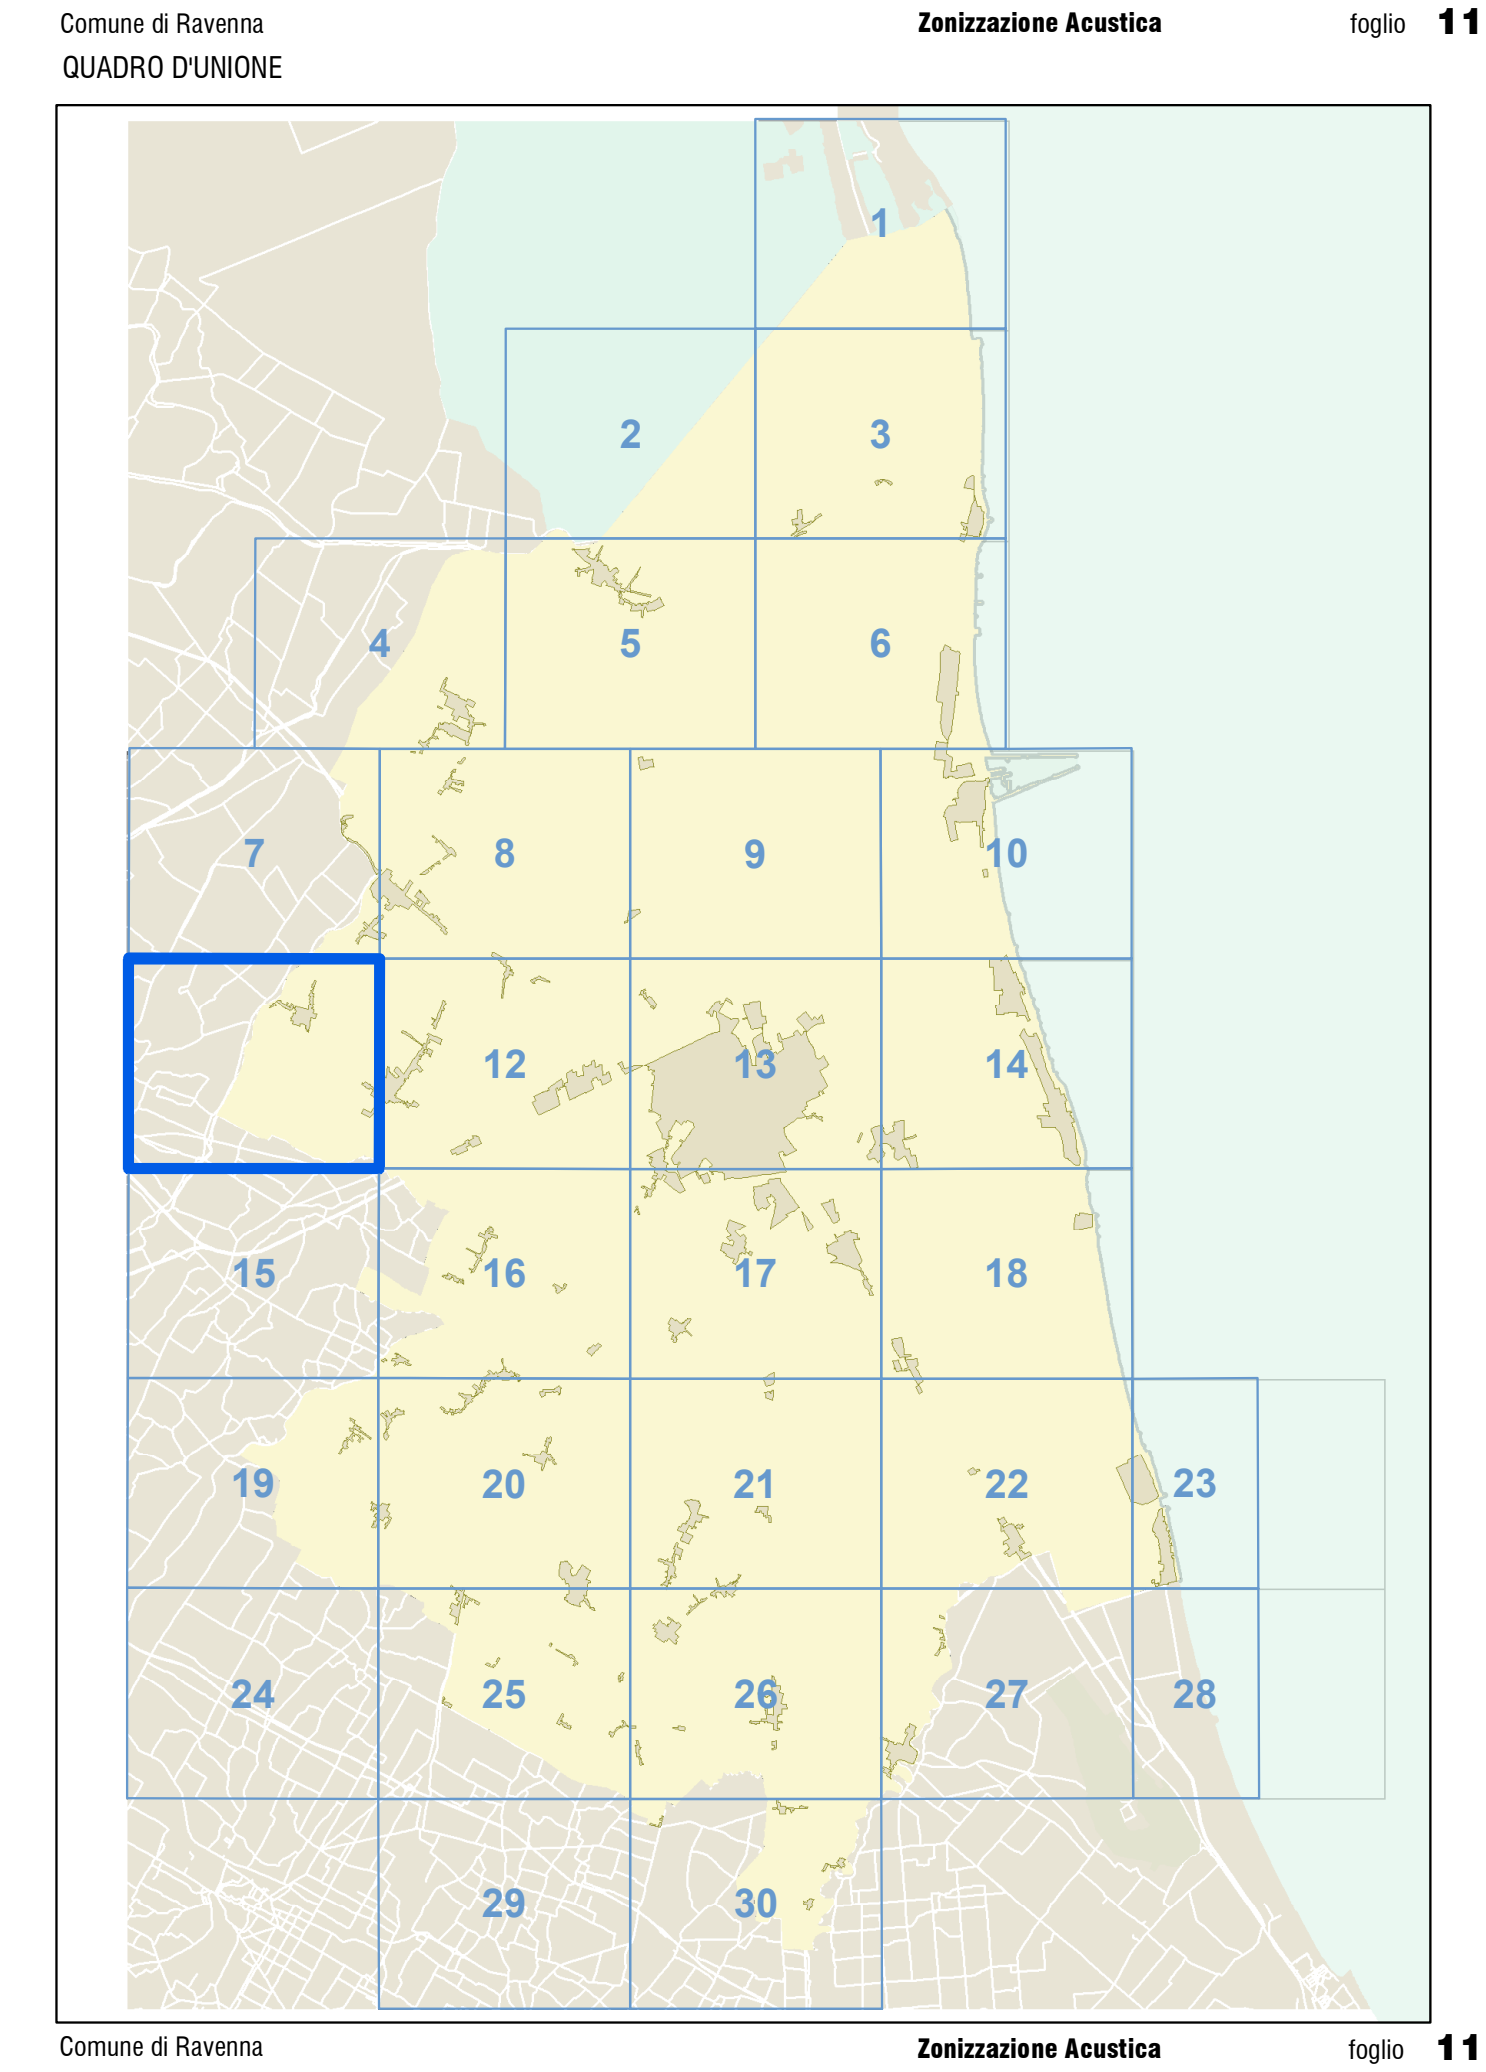 Comune di Ravenna Zonizzazione Acustica foglio 11
QUADRO D'UNIONE
1
2 3
4 5 6
7 8 9 10
12 13 14
15 16 17 18
19 20 21 22 23
24 25 26 27 28
29 30
Comune di Ravenna Zonizzazione Acustica foglio 11